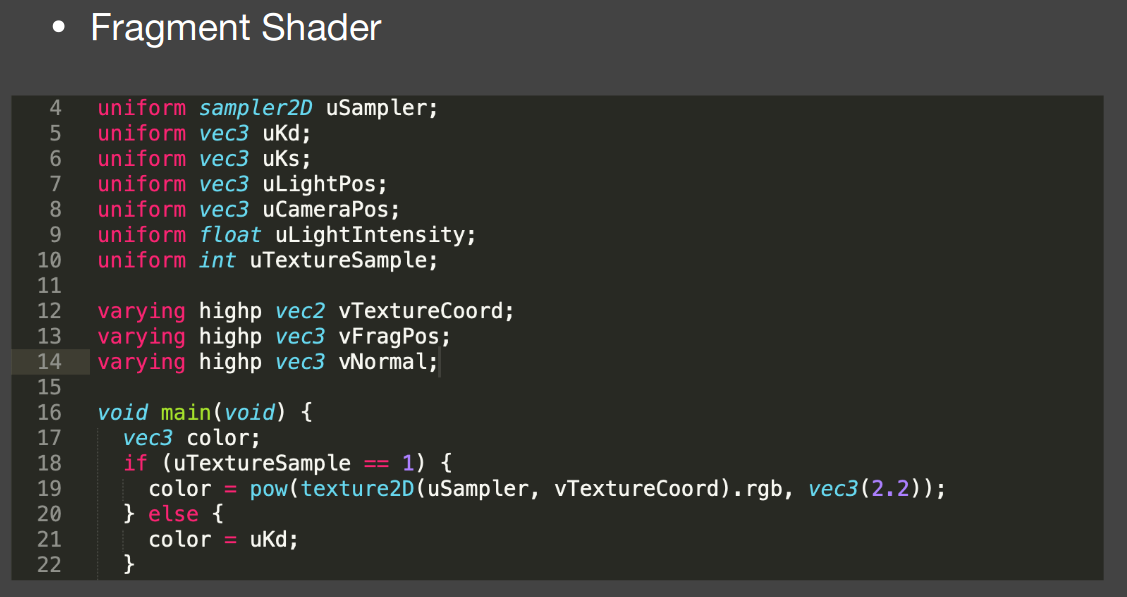 • Fragment Shader
4 uniform sampler2D uSampler;
5 uniform vec3 uKd;
6 uniform vec3 uKs;
7 uniform vec3 uLightPos;
8 uniform vec3 uCameraPos;
9 uniform float uLightIntensity;
10 uniform int uTextureSample;
11
12 varying highp vec2 vTextureCoord;
13 varying highp vec3 vFragPos;
14 varying highp vec3 vNormal;
15
16 void main(void) {
17   vec3 color;
18   if (uTextureSample == 1) {
19     color = pow(texture2D(uSampler, vTextureCoord).rgb, vec3(2.2));
20   } else {
21     color = uKd;
22   }